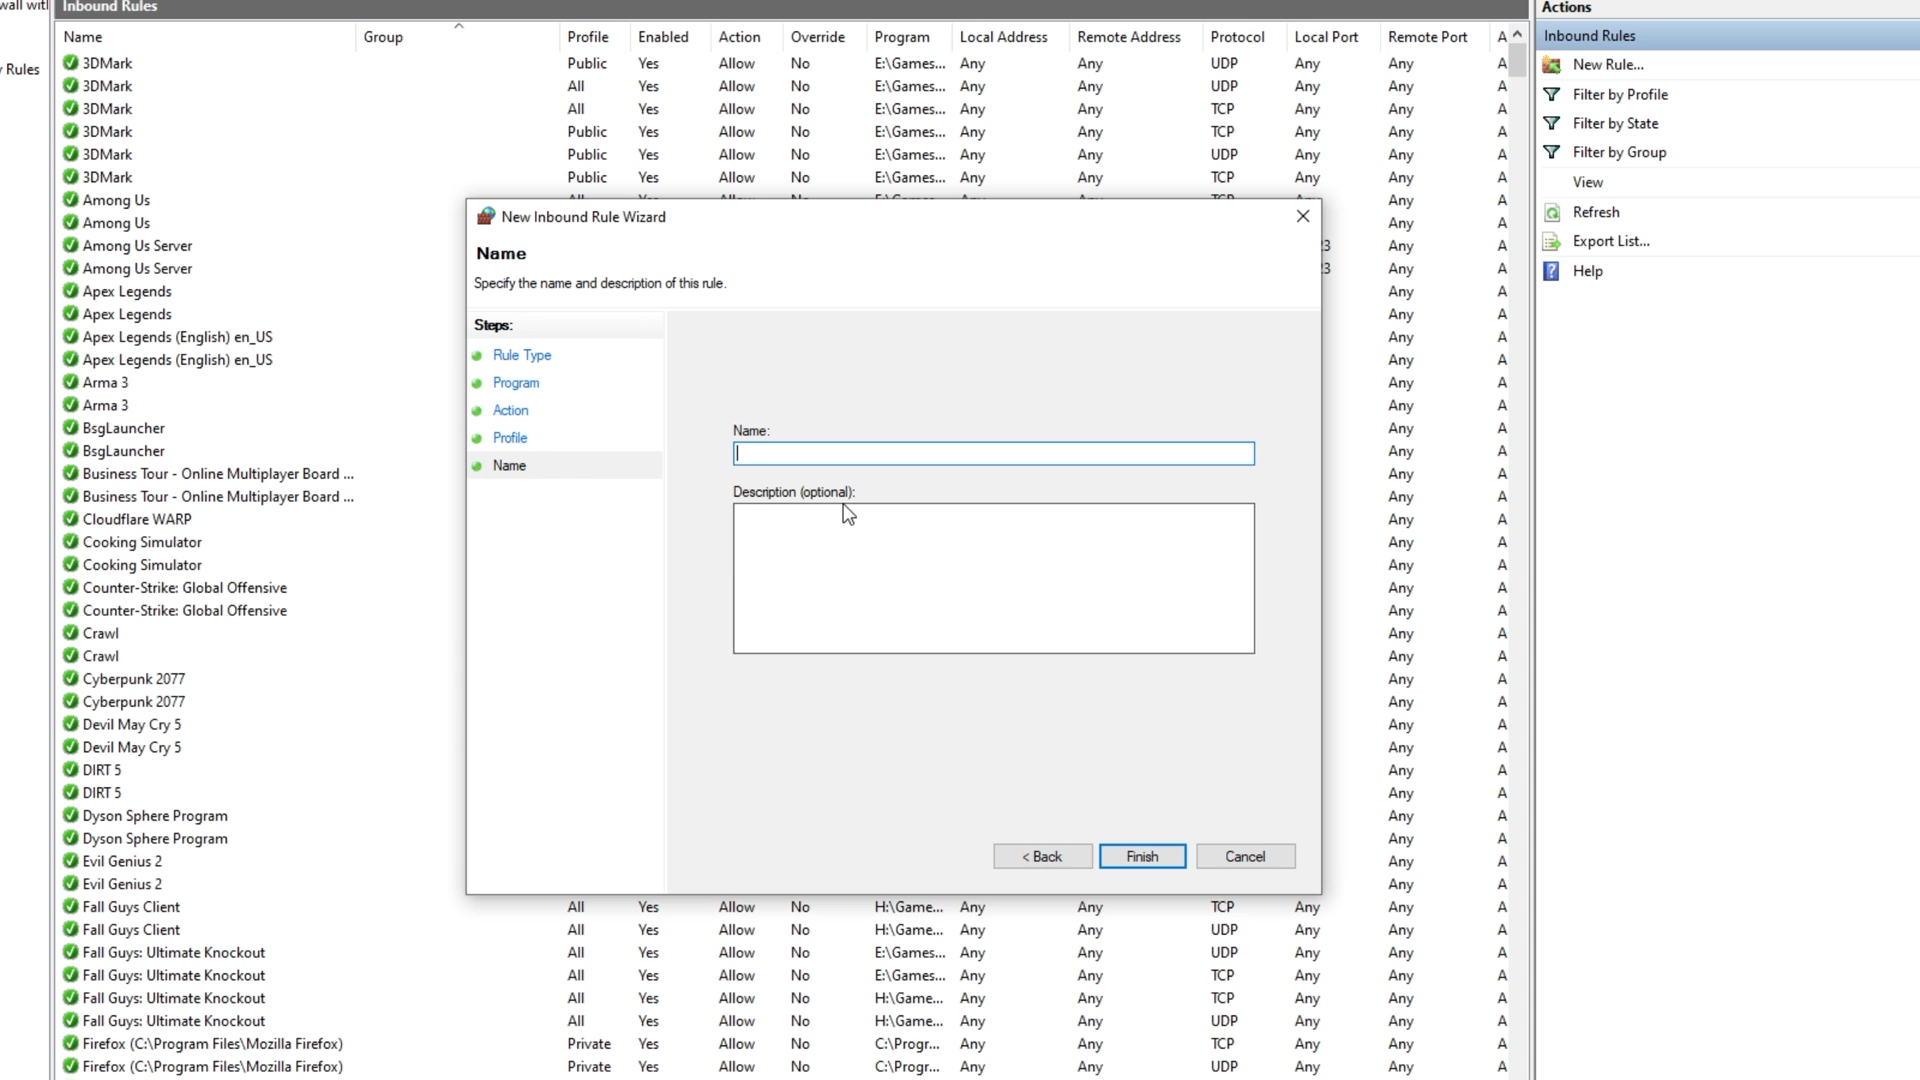 wall with
Inbound Rules
Actions
Name Group Profile Enabled Action Override Program Local Address Remote Address Protocol Local Port Remote Port A
Inbound Rules
y Rules
3DMark Public Yes Allow No E:\Games... Any Any UDP Any Any A
New Rule...
3DMark All Yes Allow No E:\Games... Any Any UDP Any Any A
Filter by Profile
3DMark All Yes Allow No E:\Games... Any Any TCP Any Any A
Filter by State
3DMark Public Yes Allow No E:\Games... Any Any TCP Any Any A
Filter by Group
3DMark Public Yes Allow No E:\Games... Any Any UDP Any Any A
View
3DMark Public Yes Allow No E:\Games... Any Any TCP Any Any A
Refresh
Among Us Any A
Export List...
Among Us Any A
Help
Among Us Server 23 Any A
Among Us Server 23 Any A
Apex Legends Any A
Apex Legends Any A
Apex Legends (English) en_US Any A
Apex Legends (English) en_US Any A
Arma 3 Any A
Arma 3 Any A
BsgLauncher Any A
BsgLauncher Any A
Business Tour - Online Multiplayer Board ... Any A
Business Tour - Online Multiplayer Board ... Any A
Cloudflare WARP Any A
Cooking Simulator Any A
Cooking Simulator Any A
Counter-Strike: Global Offensive Any A
Counter-Strike: Global Offensive Any A
Crawl Any A
Crawl Any A
Cyberpunk 2077 Any A
Cyberpunk 2077 Any A
Devil May Cry 5 Any A
Devil May Cry 5 Any A
DIRT 5 Any A
DIRT 5 Any A
Dyson Sphere Program Any A
Dyson Sphere Program Any A
Evil Genius 2 Any A
Evil Genius 2 Any A
Fall Guys Client All Yes Allow No H:\Game... Any Any TCP Any Any A
Fall Guys Client All Yes Allow No H:\Game... Any Any UDP Any Any A
Fall Guys: Ultimate Knockout All Yes Allow No E:\Games... Any Any UDP Any Any A
Fall Guys: Ultimate Knockout All Yes Allow No E:\Games... Any Any TCP Any Any A
Fall Guys: Ultimate Knockout All Yes Allow No H:\Game... Any Any TCP Any Any A
Fall Guys: Ultimate Knockout All Yes Allow No H:\Game... Any Any UDP Any Any A
Firefox (C:\Program Files\Mozilla Firefox) Private Yes Allow No C:\Progr... Any Any TCP Any Any A
Firefox (C:\Program Files\Mozilla Firefox) Private Yes Allow No C:\Progr... Any Any UDP Any Any A
New Inbound Rule Wizard
Name
Specify the name and description of this rule.
Steps:
Rule Type
Program
Action
Profile
Name
Name:
Description (optional):
< Back Finish Cancel